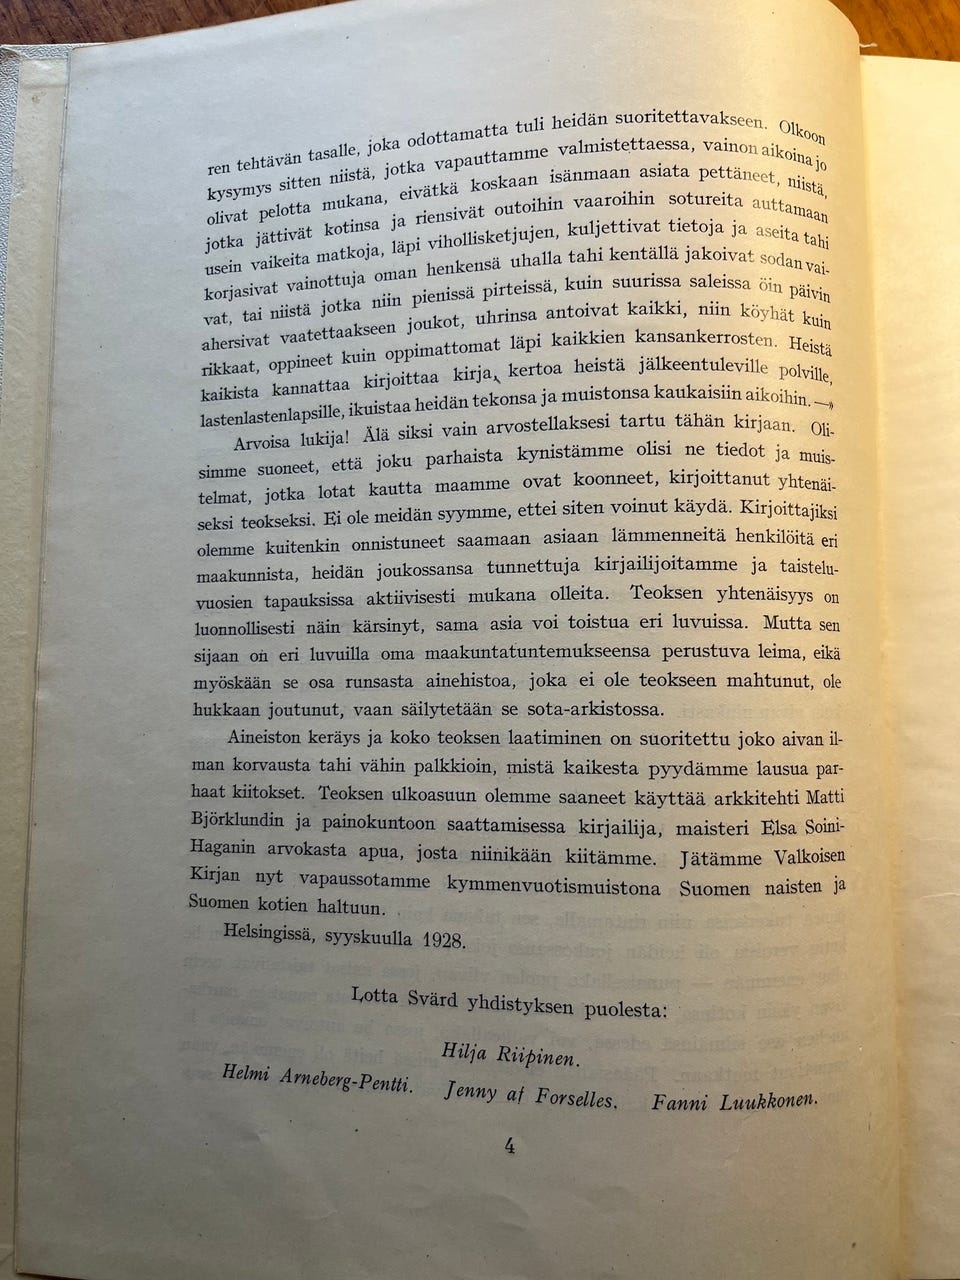 ren tehtävän tasalle, joka odottamatta tuli heidän suoritettavakseen. Olkoon
kysymys sitten niistä, jotka vapauttamme valmistettaessa, vainon aikoina jo
olivat pelotta mukana, eivätkä koskaan isänmaan asiata pettäneet, niistä,
jotka jättivät kotinsa ja riensivät outoihin vaaroihin sotureita auttamaan
usein vaikeita matkoja, läpi vihollisketjujen, kuljettivat tietoja ja aseita tahi
korjasivat vainottuja oman henkensä uhalla tahi kentällä jakoivat sodan vai-
vat, tai niistä jotka niin pienissä pirteissä, kuin suurissa saleissa öin päivin
ahersivat vaatettaakseen joukot, uhrinsa antoivat kaikki, niin köyhät kuin
rikkaat, oppineet kuin oppimattomat läpi kaikkien kansankerrosten. Heistä
kaikista kannattaa kirjoittaa kirja, kertoa heistä jälkeentuleville polville,
lastenlastenlapsille, ikuistaa heidän tekonsa ja muistonsa kaukaisiin aikoihin. —»
Arvoisa lukija! Älä siksi vain arvostellaksesi tartu tähän kirjaan. Oli-
simme suoneet, että joku parhaista kynistämme olisi ne tiedot ja muis-
telmat, jotka lotat kautta maamme ovat koonneet, kirjoittanut yhtenäi-
seksi teokseksi. Ei ole meidän syymme, ettei siten voinut käydä. Kirjoittajiksi
olemme kuitenkin onnistuneet saamaan asiaan lämmenneitä henkilöitä eri
maakunnista, heidän joukossansa tunnettuja kirjailijoitamme ja taistelu-
vuosien tapauksissa aktiivisesti mukana olleita. Teoksen yhtenäisyys on
luonnollisesti näin kärsinyt, sama asia voi toistua eri luvuissa. Mutta sen
sijaan on eri luvuilla oma maakuntatuntemukseensa perustuva leima, eikä
myöskään se osa runsasta ainehistoa, joka ei ole teokseen mahtunut, ole
hukkaan joutunut, vaan säilytetään se sota-arkistossa.
Aineiston keräys ja koko teoksen laatiminen on suoritettu joko aivan il-
man korvausta tahi vähin palkkioin, mistä kaikesta pyydämme lausua par-
haat kiitokset. Teoksen ulkoasuun olemme saaneet käyttää arkkitehti Matti
Björklundin ja painokuntoon saattamisessa kirjailija, maisteri Elsa Soini-
Haganin arvokasta apua, josta niinikään kiitämme. Jätämme Valkoisen
Kirjan nyt vapaussotamme kymmenvuotismuistona Suomen naisten ja
Suomen kotien haltuun.
Helsingissä, syyskuulla 1928.
Lotta Svärd yhdistyksen puolesta:
Hilja Riipinen.
Helmi Arneberg-Pentti. Jenny af Forselles. Fanni Luukkonen.
4